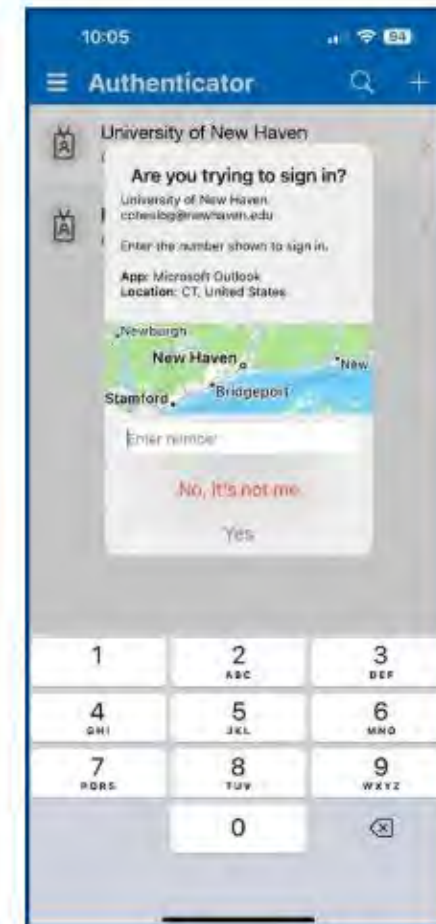 10:05
94
Authenticator
University of New Haven
Are you trying to sign in?
University of New Haven
Enter the number shown to sign in.
App: Microsoft Outlook
Location: CT, United States
Newburgh
New Haven
New
Stamford
Bridgeport
Enter number
No, it's not me
Yes
1
2
ABC
3
DEF
4
GHI
5
JKL
6
MNO
7
PQRS
8
TUV
9
WXYZ
0